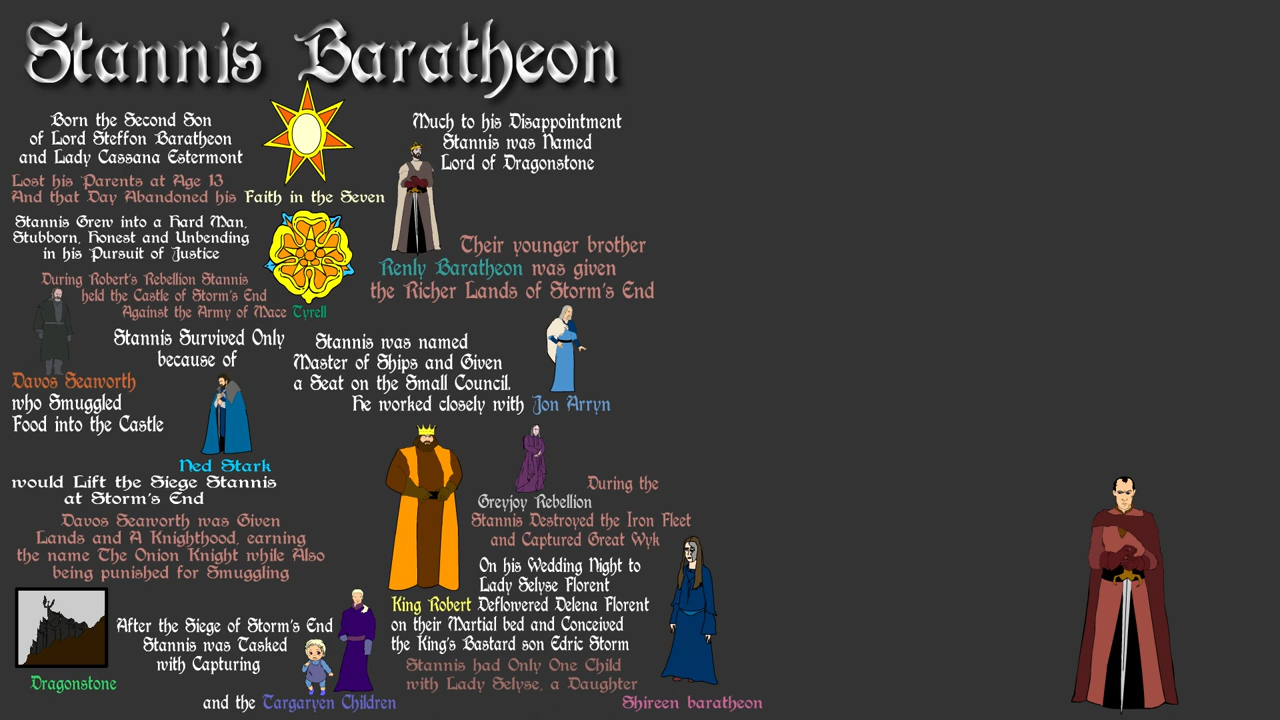 Stannis Baratheon
Born the Second Son
of Lord Steffon Baratheon
and Lady Cassana Estermont
Lost his Parents at Age 13
And that Day Abandoned his Faith in the Seven
Stannis Grew into a Hard Man,
Stubborn, Honest and Unbending
in his Pursuit of Justice
During Robert's Rebellion Stannis
held the Castle of Storm's End
Against the Army of Mace Tyrell
Stannis Survived Only
because of
Davos Seaworth
who Smuggled
Food into the Castle
Ned Stark
would Lift the Siege Stannis
at Storm's End
Davos Seaworth was Given
Lands and A Knighthood, earning
the name The Onion Knight while Also
being punished for Smuggling
After the Siege of Storm's End
Stannis was Tasked
with Capturing
Dragonstone
and the Targaryen Children
Much to his Disappointment
Stannis was Named
Lord of Dragonstone
Their younger brother
Renly Baratheon was given
the Richer Lands of Storm's End
Stannis was named
Master of Ships and Given
a Seat on the Small Council.
He worked closely with Jon Arryn
During the
Greyjoy Rebellion
Stannis Destroyed the Iron Fleet
and Captured Great Wyk
On his Wedding Night to
Lady Selyse Florent
King Robert Deflowered Delena Florent
on their Martial bed and Conceived
the King's Bastard son Edric Storm
Stannis had Only One Child
with Lady Selyse, a Daughter
Shireen baratheon